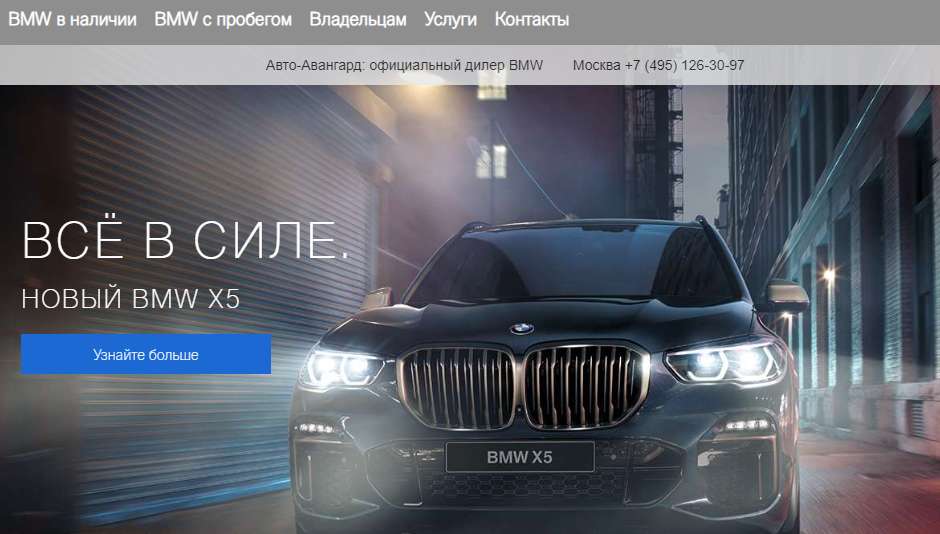 BMW в наличии BMW с пробегом Владельцам Услуги Контакты
Авто-Авангард: официальный дилер BMW Москва +7 (495) 126-30-97
ВСЁ В СИЛЕ.
НОВЫЙ BMW X5
Узнайте больше
BMW X5